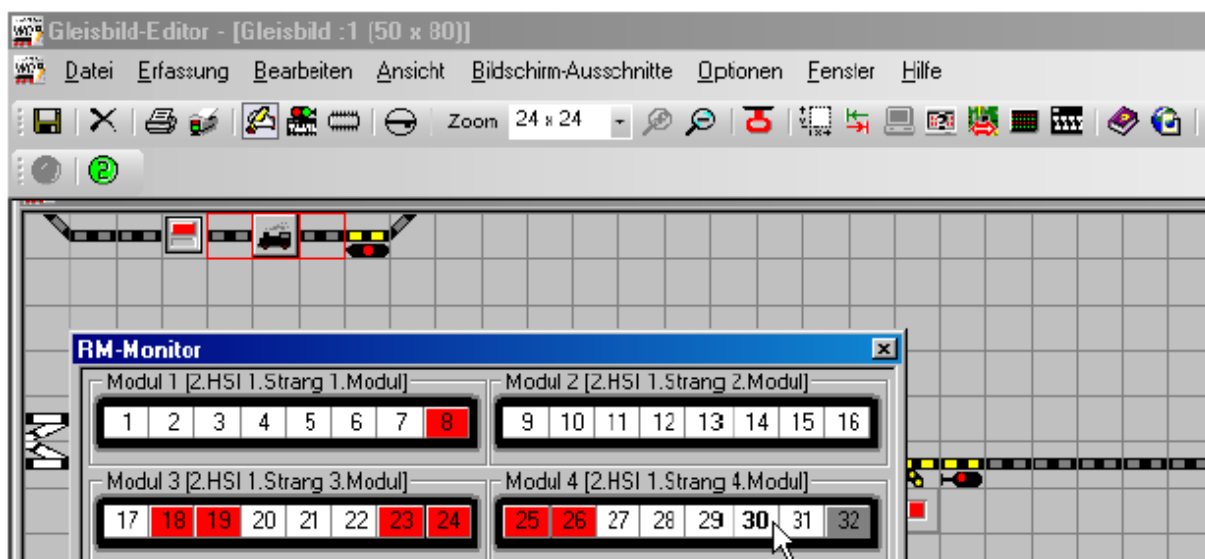 Gleisbild-Editor - [Gleisbild :1 (50 x 80)]
Datei Erfassung Bearbeiten Ansicht Bildschirm-Ausschnitte Optionen Fenster Hilfe
Zoom 24 x 24
2
RM-Monitor
Modul 1 [2.HSI 1.Strang 1.Modul] Modul 2 [2.HSI 1.Strang 2.Modul]
1 2 3 4 5 6 7 8 9 10 11 12 13 14 15 16
Modul 3 [2.HSI 1.Strang 3.Modul] Modul 4 [2.HSI 1.Strang 4.Modul]
17 18 19 20 21 22 23 24 25 26 27 28 29 30 31 32